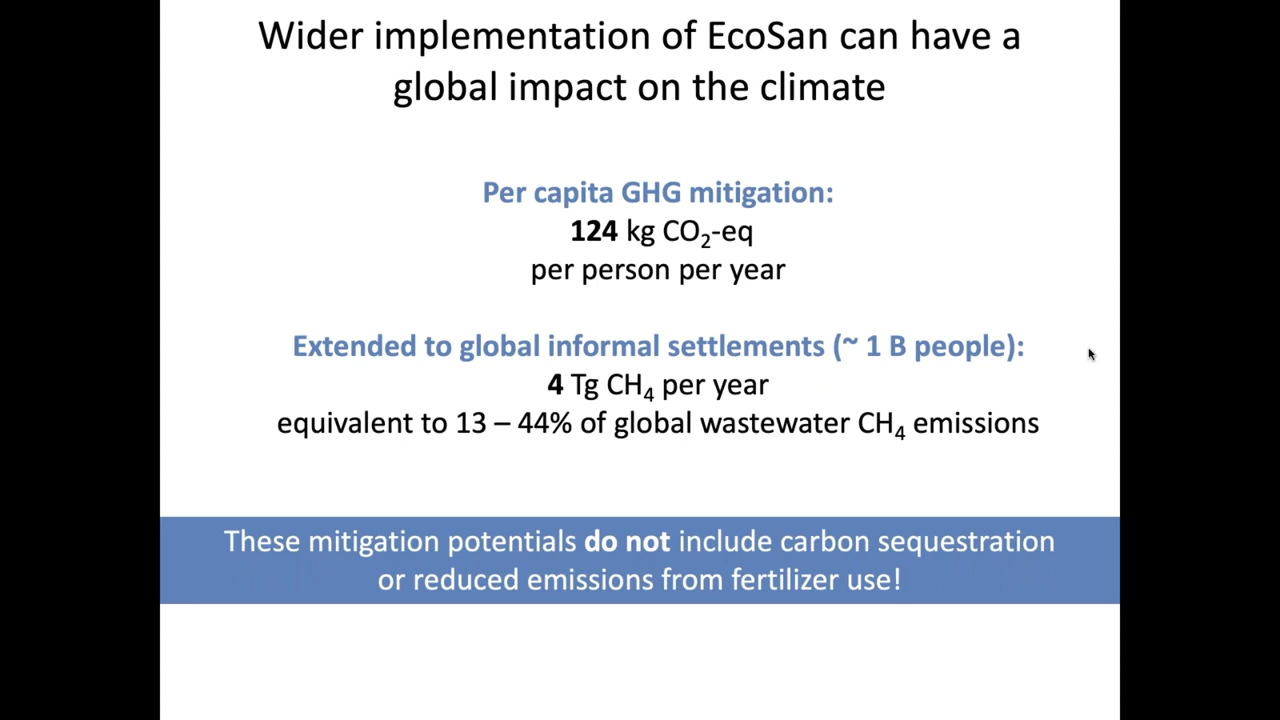 Wider implementation of EcoSan can have a
global impact on the climate
Per capita GHG mitigation:
124 kg CO₂-eq
per person per year
Extended to global informal settlements (~ 1 B people):
4 Tg CH₄ per year
equivalent to 13 – 44% of global wastewater CH₄ emissions
These mitigation potentials do not include carbon sequestration
or reduced emissions from fertilizer use!